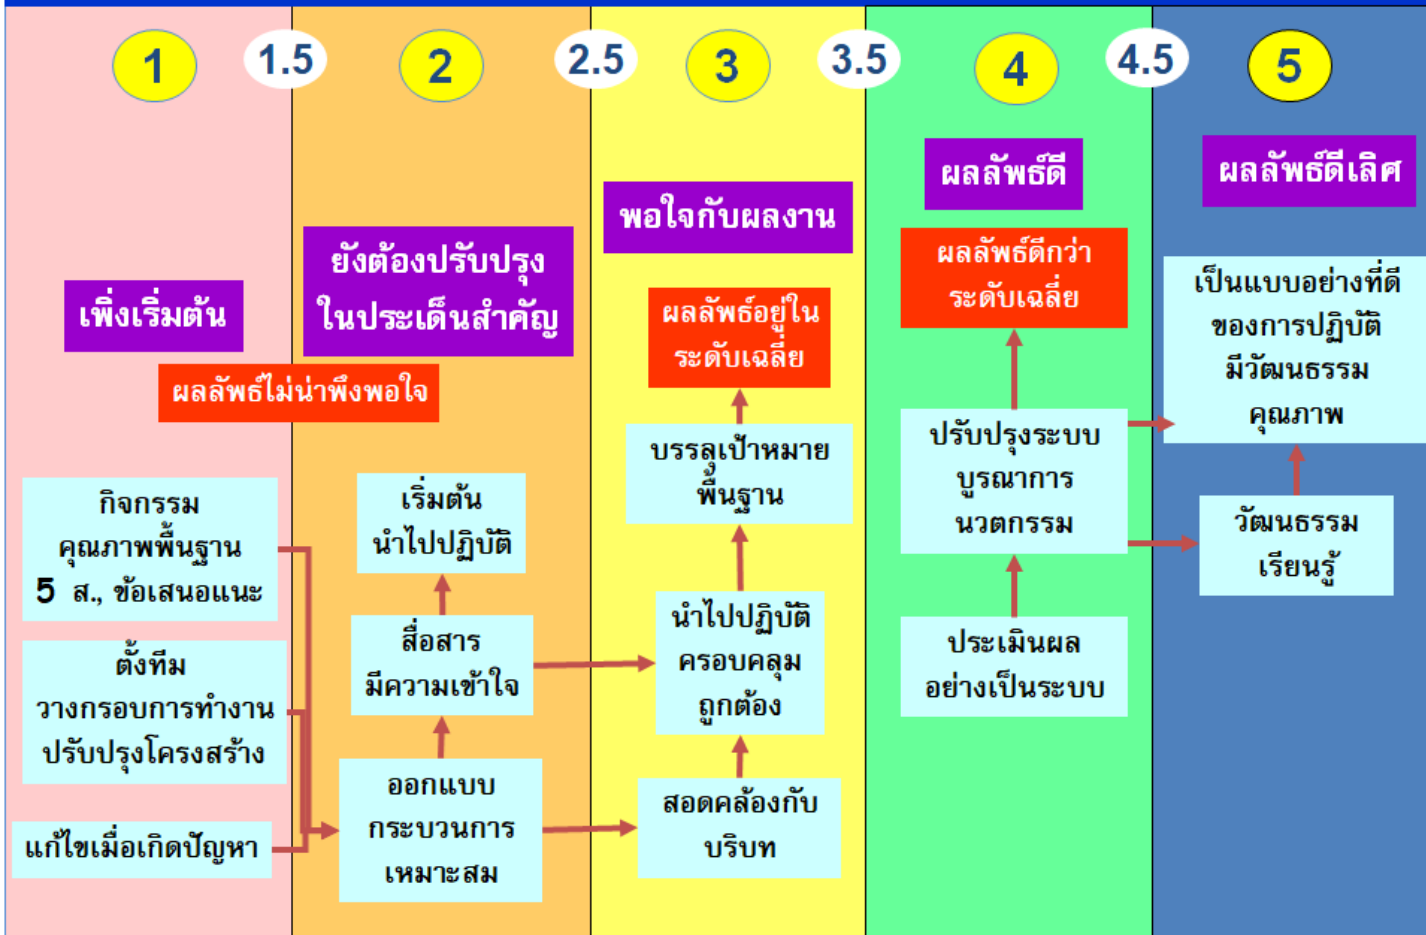 1
1.5
2
2.5
3
3.5
4
4.5
5
เพิ่งเริ่มต้น
ยังต้องปรับปรุง
ในประเด็นสำคัญ
ผลลัพธ์ไม่น่าพึงพอใจ
กิจกรรม
คุณภาพพื้นฐาน
5 ส., ข้อเสนอแนะ
ตั้งทีม
วางกรอบการทำงาน
ปรับปรุงโครงสร้าง
แก้ไขเมื่อเกิดปัญหา
เริ่มต้น
นำไปปฏิบัติ
สื่อสาร
มีความเข้าใจ
ออกแบบ
กระบวนการ
เหมาะสม
พอใจกับผลงาน
ผลลัพธ์อยู่ใน
ระดับเฉลี่ย
บรรลุเป้าหมาย
พื้นฐาน
นำไปปฏิบัติ
ครอบคลุม
ถูกต้อง
สอดคล้องกับ
บริบท
ผลลัพธ์ดี
ผลลัพธ์ดีกว่า
ระดับเฉลี่ย
ปรับปรุงระบบ
บูรณาการ
นวตกรรม
ประเมินผล
อย่างเป็นระบบ
ผลลัพธ์ดีเลิศ
เป็นแบบอย่างที่ดี
ของการปฏิบัติ
มีวัฒนธรรม
คุณภาพ
วัฒนธรรม
เรียนรู้